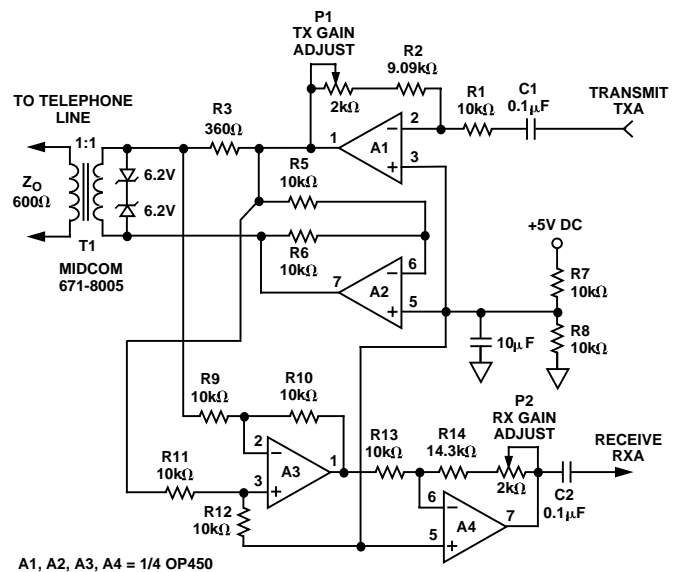 P1
TX GAIN
ADJUST
R2
9.09kΩ
2kΩ
R1
10kΩ
C1
0.1µF
TRANSMIT
TXA
TO TELEPHONE
LINE
1:1
R3
360Ω
ZO
600Ω
6.2V
6.2V
T1
MIDCOM
671-8005
1
2
3
A1
R5
10kΩ
R6
10kΩ
7
6
5
A2
+5V DC
R7
10kΩ
R8
10kΩ
10µF
R9
10kΩ
R10
10kΩ
R11
10kΩ
R12
10kΩ
2
3
1
A3
R13
10kΩ
R14
14.3kΩ
P2
RX GAIN
ADJUST
2kΩ
6
5
7
A4
C2
0.1µF
RECEIVE
RXA
A1, A2, A3, A4 = 1/4 OP450